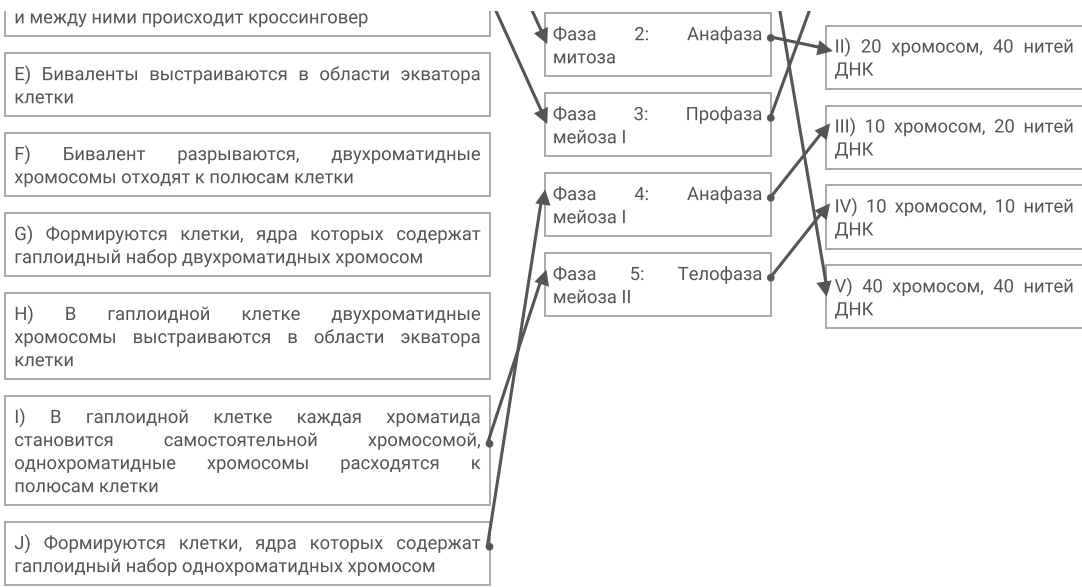 и между ними происходит кроссинговер
E) Биваленты выстраиваются в области экватора
клетки
F) Бивалент разрываются, двухроматидные
хромосомы отходят к полюсам клетки
G) Формируются клетки, ядра которых содержат
гаплоидный набор двухроматидных хромосом
H) В гаплоидной клетке двухроматидные
хромосомы выстраиваются в области экватора
клетки
I) В гаплоидной клетке каждая хроматида
становится самостоятельной хромосомой,
однохроматидные хромосомы расходятся к
полюсам клетки
J) Формируются клетки, ядра которых содержат
гаплоидный набор однохроматидных хромосом
Фаза 2: Анафаза
митоза
Фаза 3: Профаза
мейоза I
Фаза 4: Анафаза
мейоза I
Фаза 5: Телофаза
мейоза II
II) 20 хромосом, 40 нитей
ДНК
III) 10 хромосом, 20 нитей
ДНК
IV) 10 хромосом, 10 нитей
ДНК
V) 40 хромосом, 40 нитей
ДНК